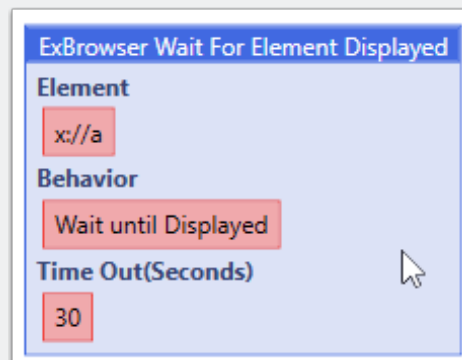 ExBrowser Wait For Element Displayed
Element
x://a
Behavior
Wait until Displayed
Time Out(Seconds)
30